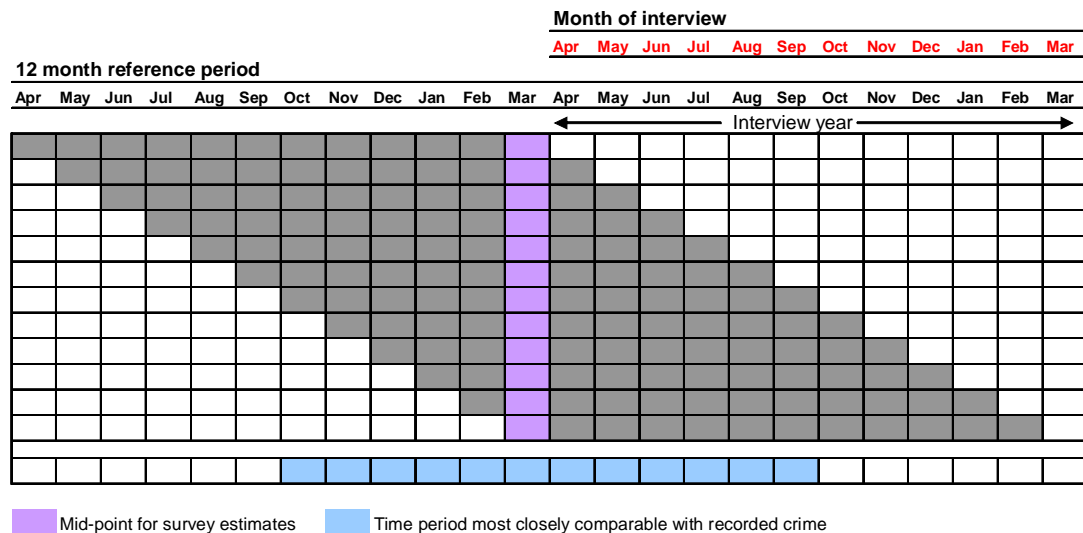 Month of interview
Apr May Jun Jul Aug Sep Oct Nov Dec Jan Feb Mar
12 month reference period
Apr May Jun Jul Aug Sep Oct Nov Dec Jan Feb Mar Apr May Jun Jul Aug Sep Oct Nov Dec Jan Feb Mar
Interview year
Mid-point for survey estimates Time period most closely comparable with recorded crime